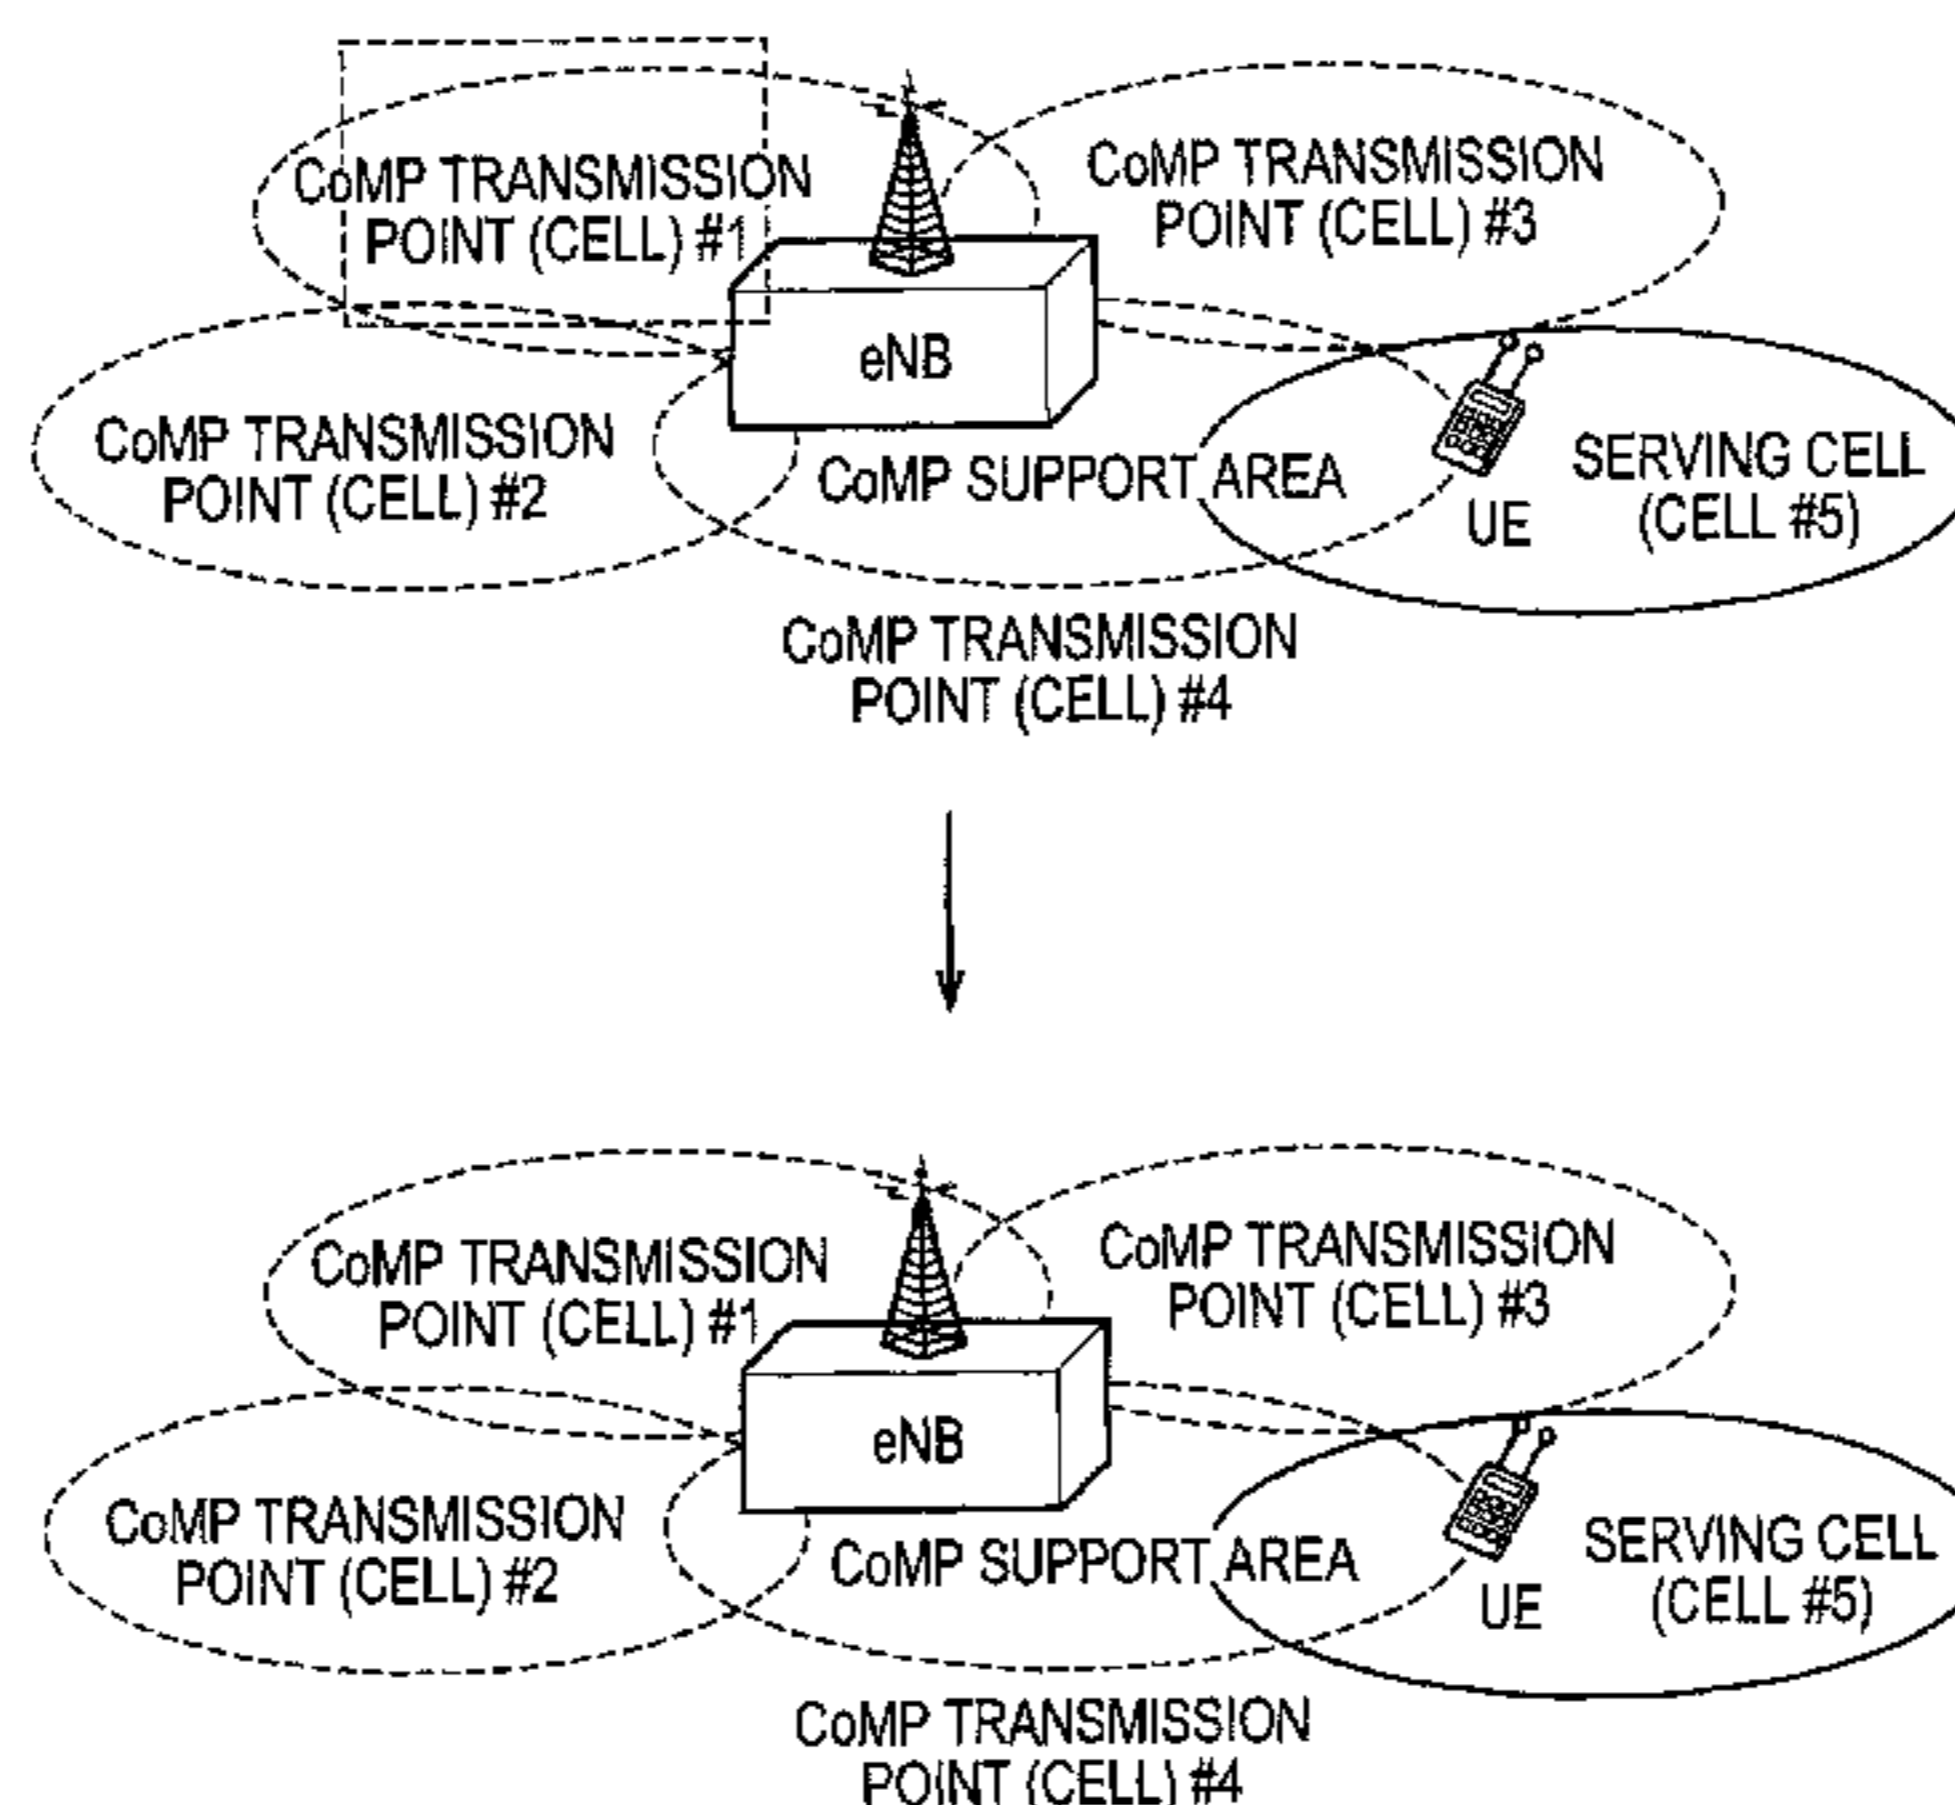 CoMP TRANSMISSION
POINT (CELL) #1
CoMP TRANSMISSION
POINT (CELL) #3
eNB
CoMP TRANSMISSION
POINT (CELL) #2
CoMP SUPPORT AREA
UE
SERVING CELL
(CELL #5)
CoMP TRANSMISSION
POINT (CELL) #4
CoMP TRANSMISSION
POINT (CELL) #1
CoMP TRANSMISSION
POINT (CELL) #3
eNB
CoMP TRANSMISSION
POINT (CELL) #2
CoMP SUPPORT AREA
UE
SERVING CELL
(CELL #5)
CoMP TRANSMISSION
POINT (CELL) #4